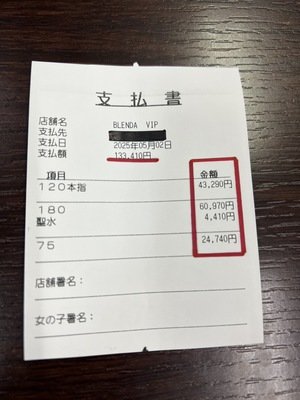 支払書
店舗名 BLENDA VIP
支払先
支払日 2025年05月02日
支払額 133,410円
項目 金額
120本指 43,290円
180 60,970円
聖水 4,410円
75 24,740円
店舗署名：
女の子署名：